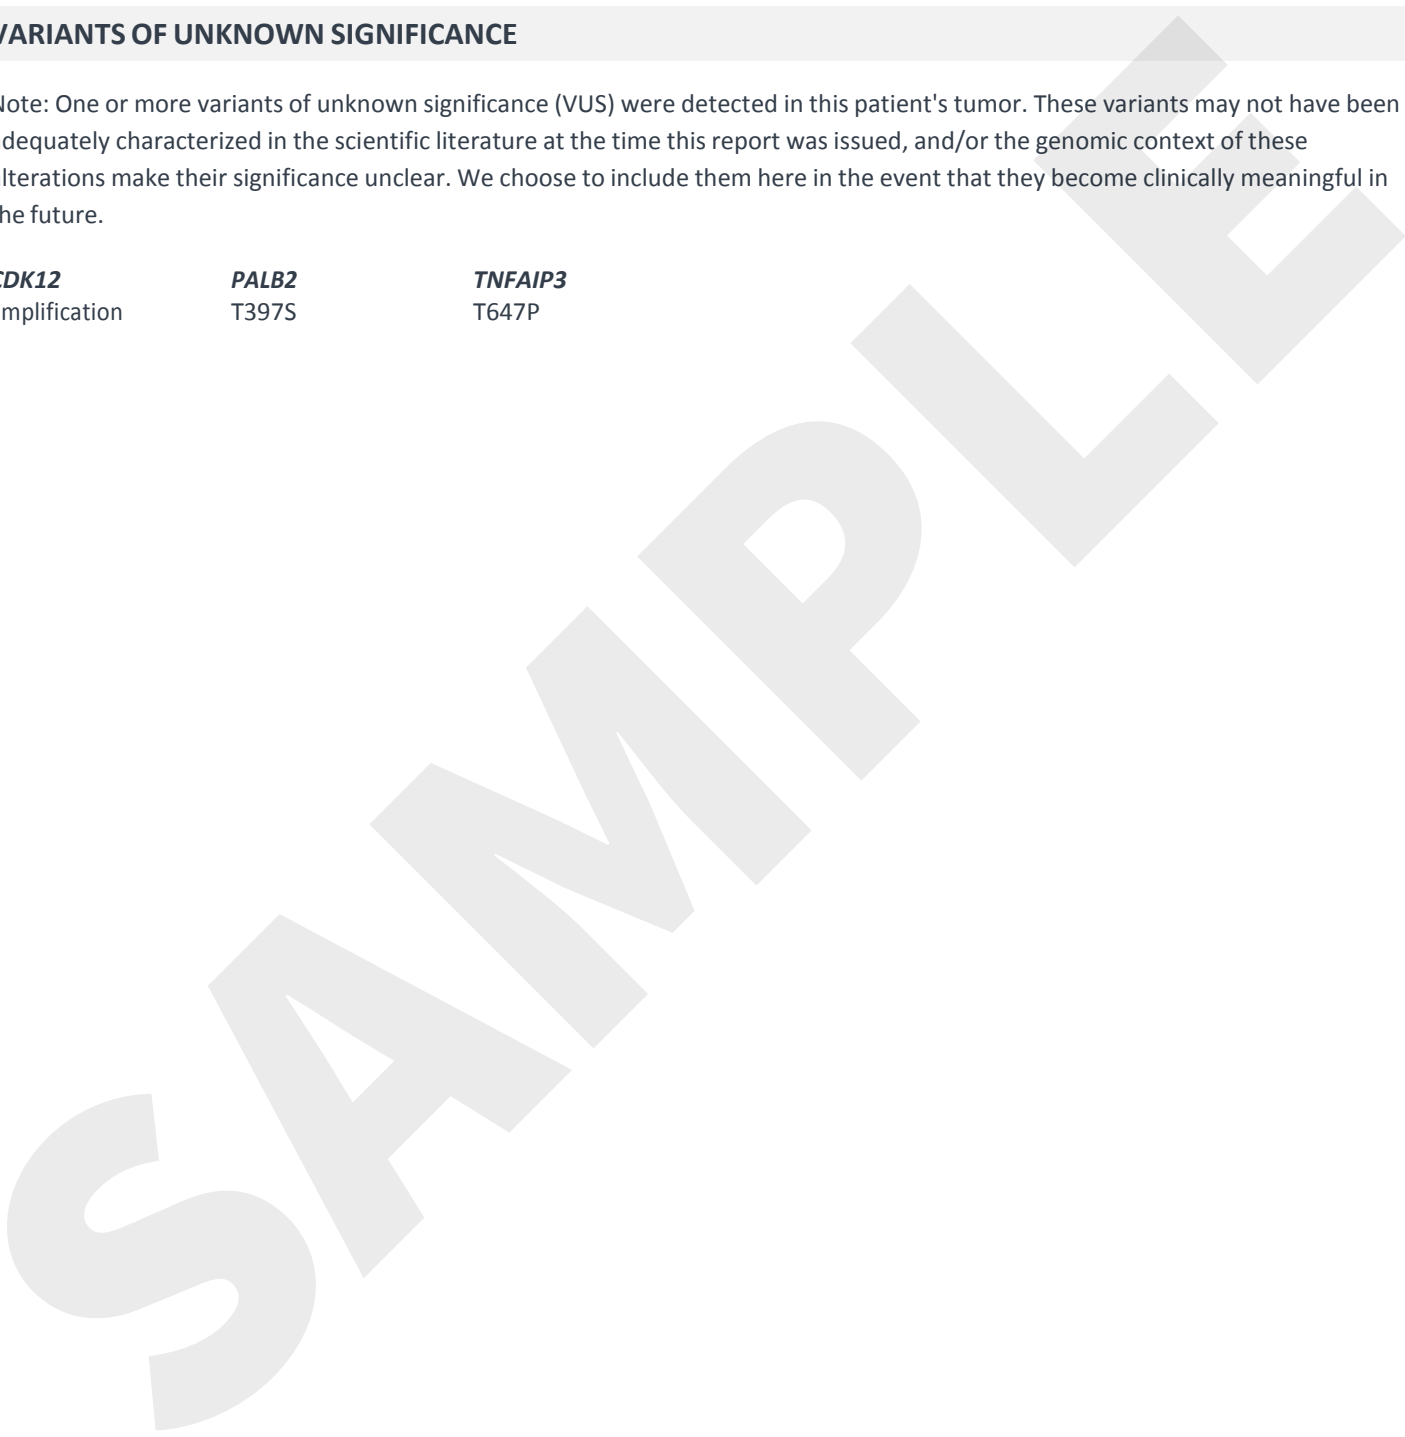 VARIANTS OF UNKNOWN SIGNIFICANCE
Note: One or more variants of unknown significance (VUS) were detected in this patient's tumor. These variants may not have been
adequately characterized in the scientific literature at the time this report was issued, and/or the genomic context of these
alterations make their significance unclear. We choose to include them here in the event that they become clinically meaningful in
the future.
CDK12 PALB2 TNFAIP3
amplification T397S T647P
SAMPLE